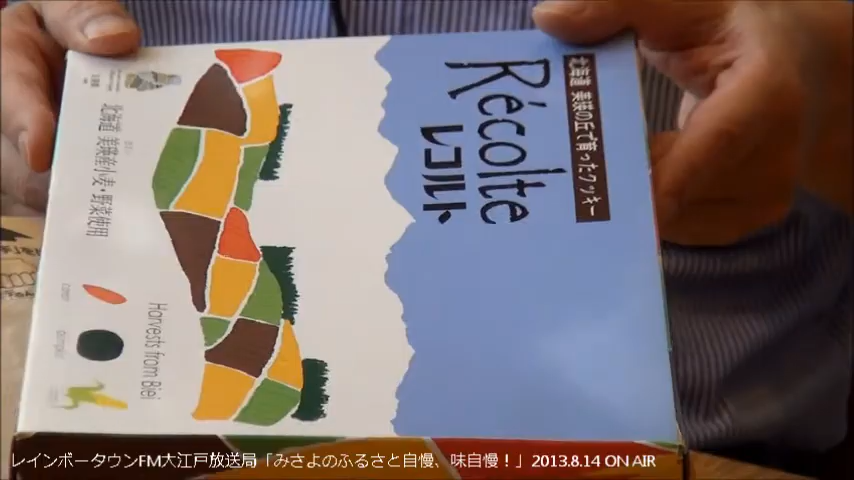 北海道 美瑛の丘で育ったクッキー
Récolte
レコルト
北海道 美瑛産小麦・野菜使用
Harvests from Biei
レインボータウンFM大江戸放送局「みさよのふるさと自慢、味自慢！」 2013.8.14 ON AIR